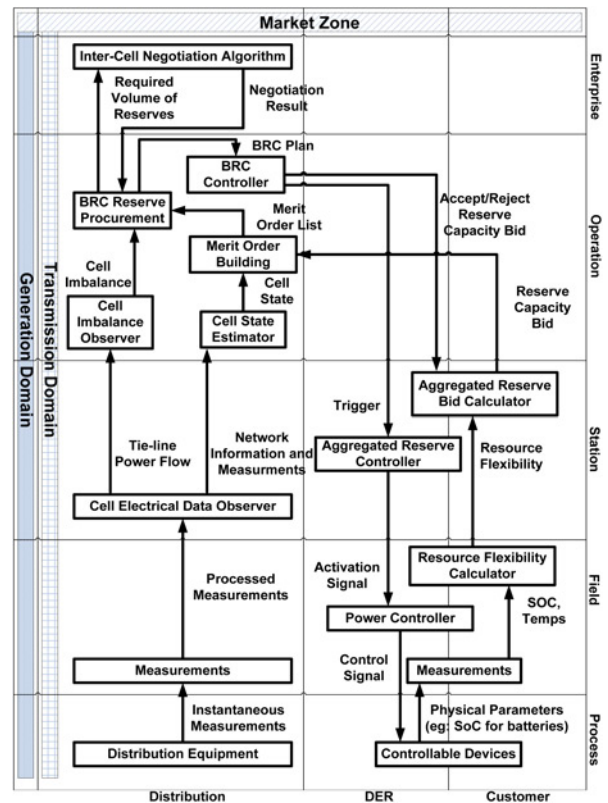 Market Zone
Generation Domain
Transmission Domain
Enterprise
Inter-Cell Negotiation Algorithm
Required
Volume of
Reserves
Negotiation
Result
Operation
BRC Plan
BRC
Controller
BRC Reserve
Procurement
Merit
Order List
Accept/Reject
Reserve
Capacity Bid
Merit Order
Building
Cell
Imbalance
Cell
State
Reserve
Capacity
Bid
Cell
Imbalance
Observer
Cell State
Estimator
Station
Aggregated Reserve
Bid Calculator
Trigger
Tie-line
Power Flow
Network
Information and
Measurments
Aggregated Reserve
Controller
Resource
Flexibility
Cell Electrical Data Observer
Field
Resource Flexibility
Calculator
Processed
Measurements
Activation
Signal
SOC,
Temps
Power Controller
Control
Signal
Measurements
Measurements
Process
Instantaneous
Measurements
Physical Parameters
(eg: SoC for batteries)
Distribution Equipment
Controllable Devices
Distribution
DER
Customer